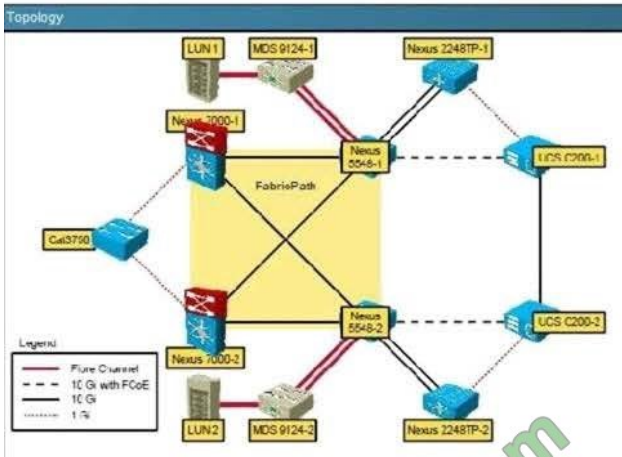 Topology
LUN 1
MDS 9124-1
Nexus 2248TP-1
Nexus 7000-1
Nexus
5548-1
UCS C200-1
FabricPath
Cat3750
Nexus
5548-2
UCS C200-2
Legend
Nexus 7000-2
Fibre Channel
10 Gi with FCoE
10 Gi
1 Gi
LUN 2
MDS 9124-2
Nexus 2248TP-2